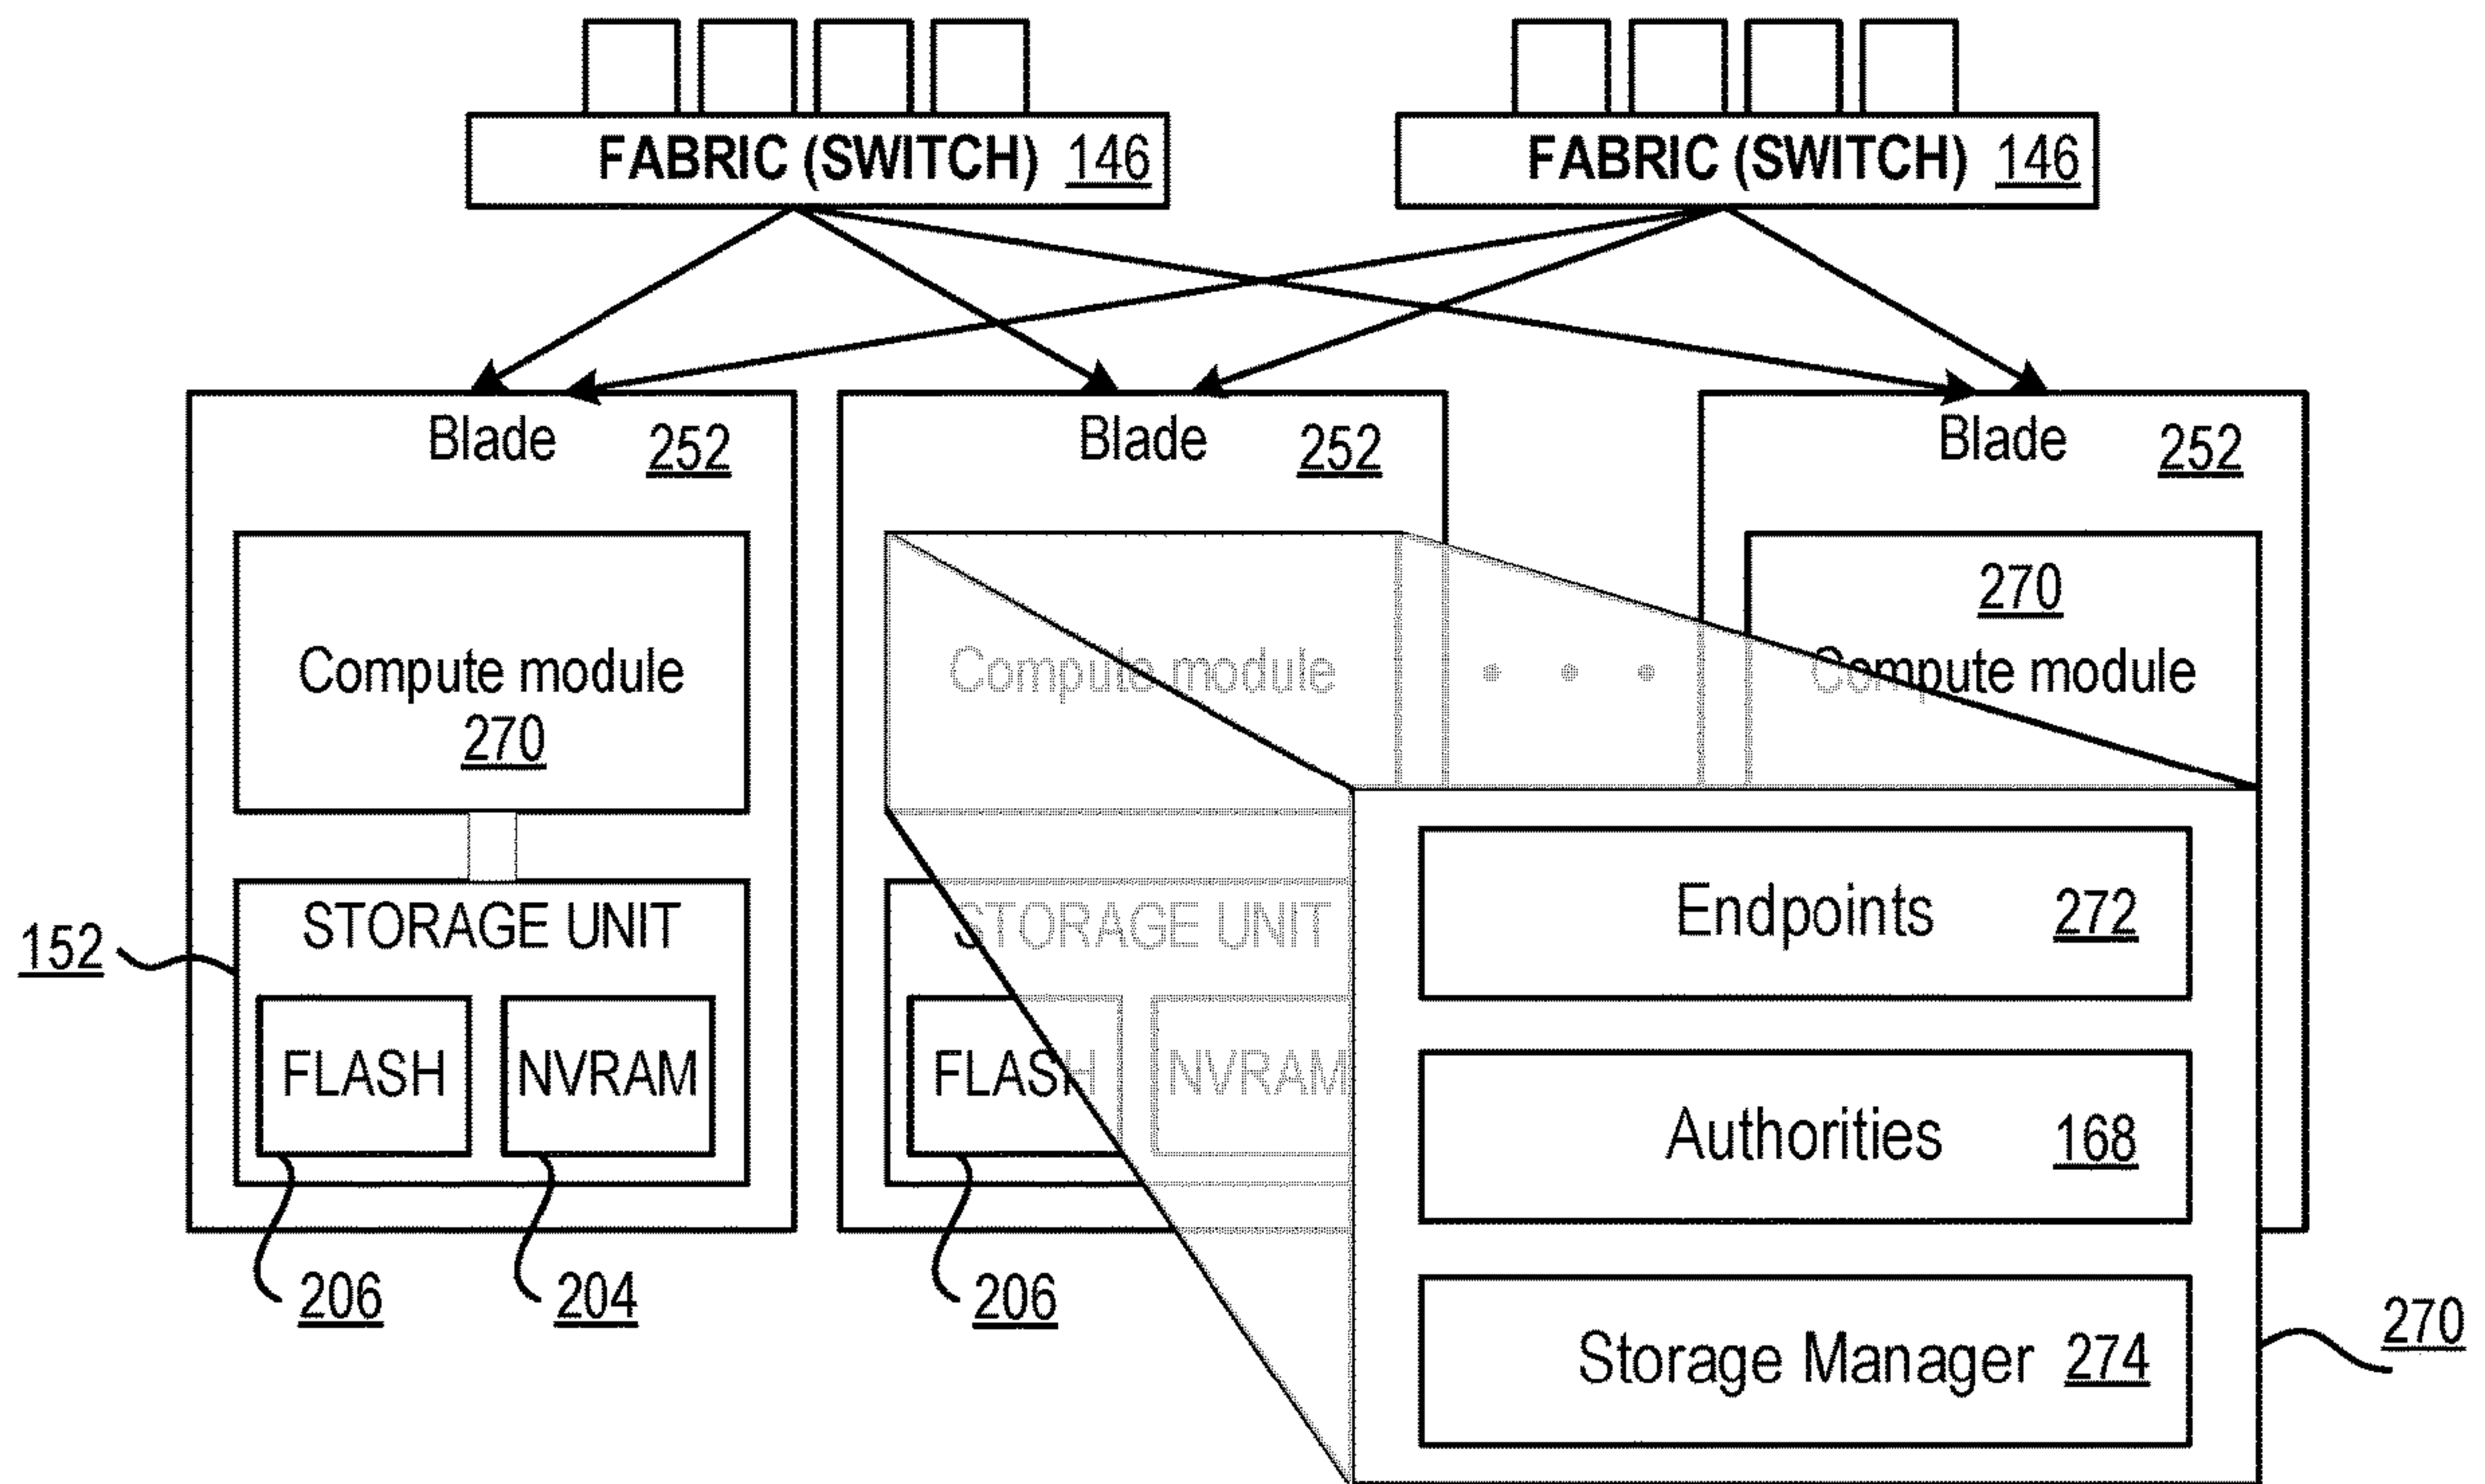 FABRIC (SWITCH) 146
FABRIC (SWITCH) 146
Blade 252
Blade 252
Blade 252
Compute module
270
Compute module
270
Compute module
152
STORAGE UNIT
FLASH
NVRAM
206
204
STORAGE UNIT
FLASH
NVRAM
206
Endpoints 272
Authorities 168
Storage Manager 274
270